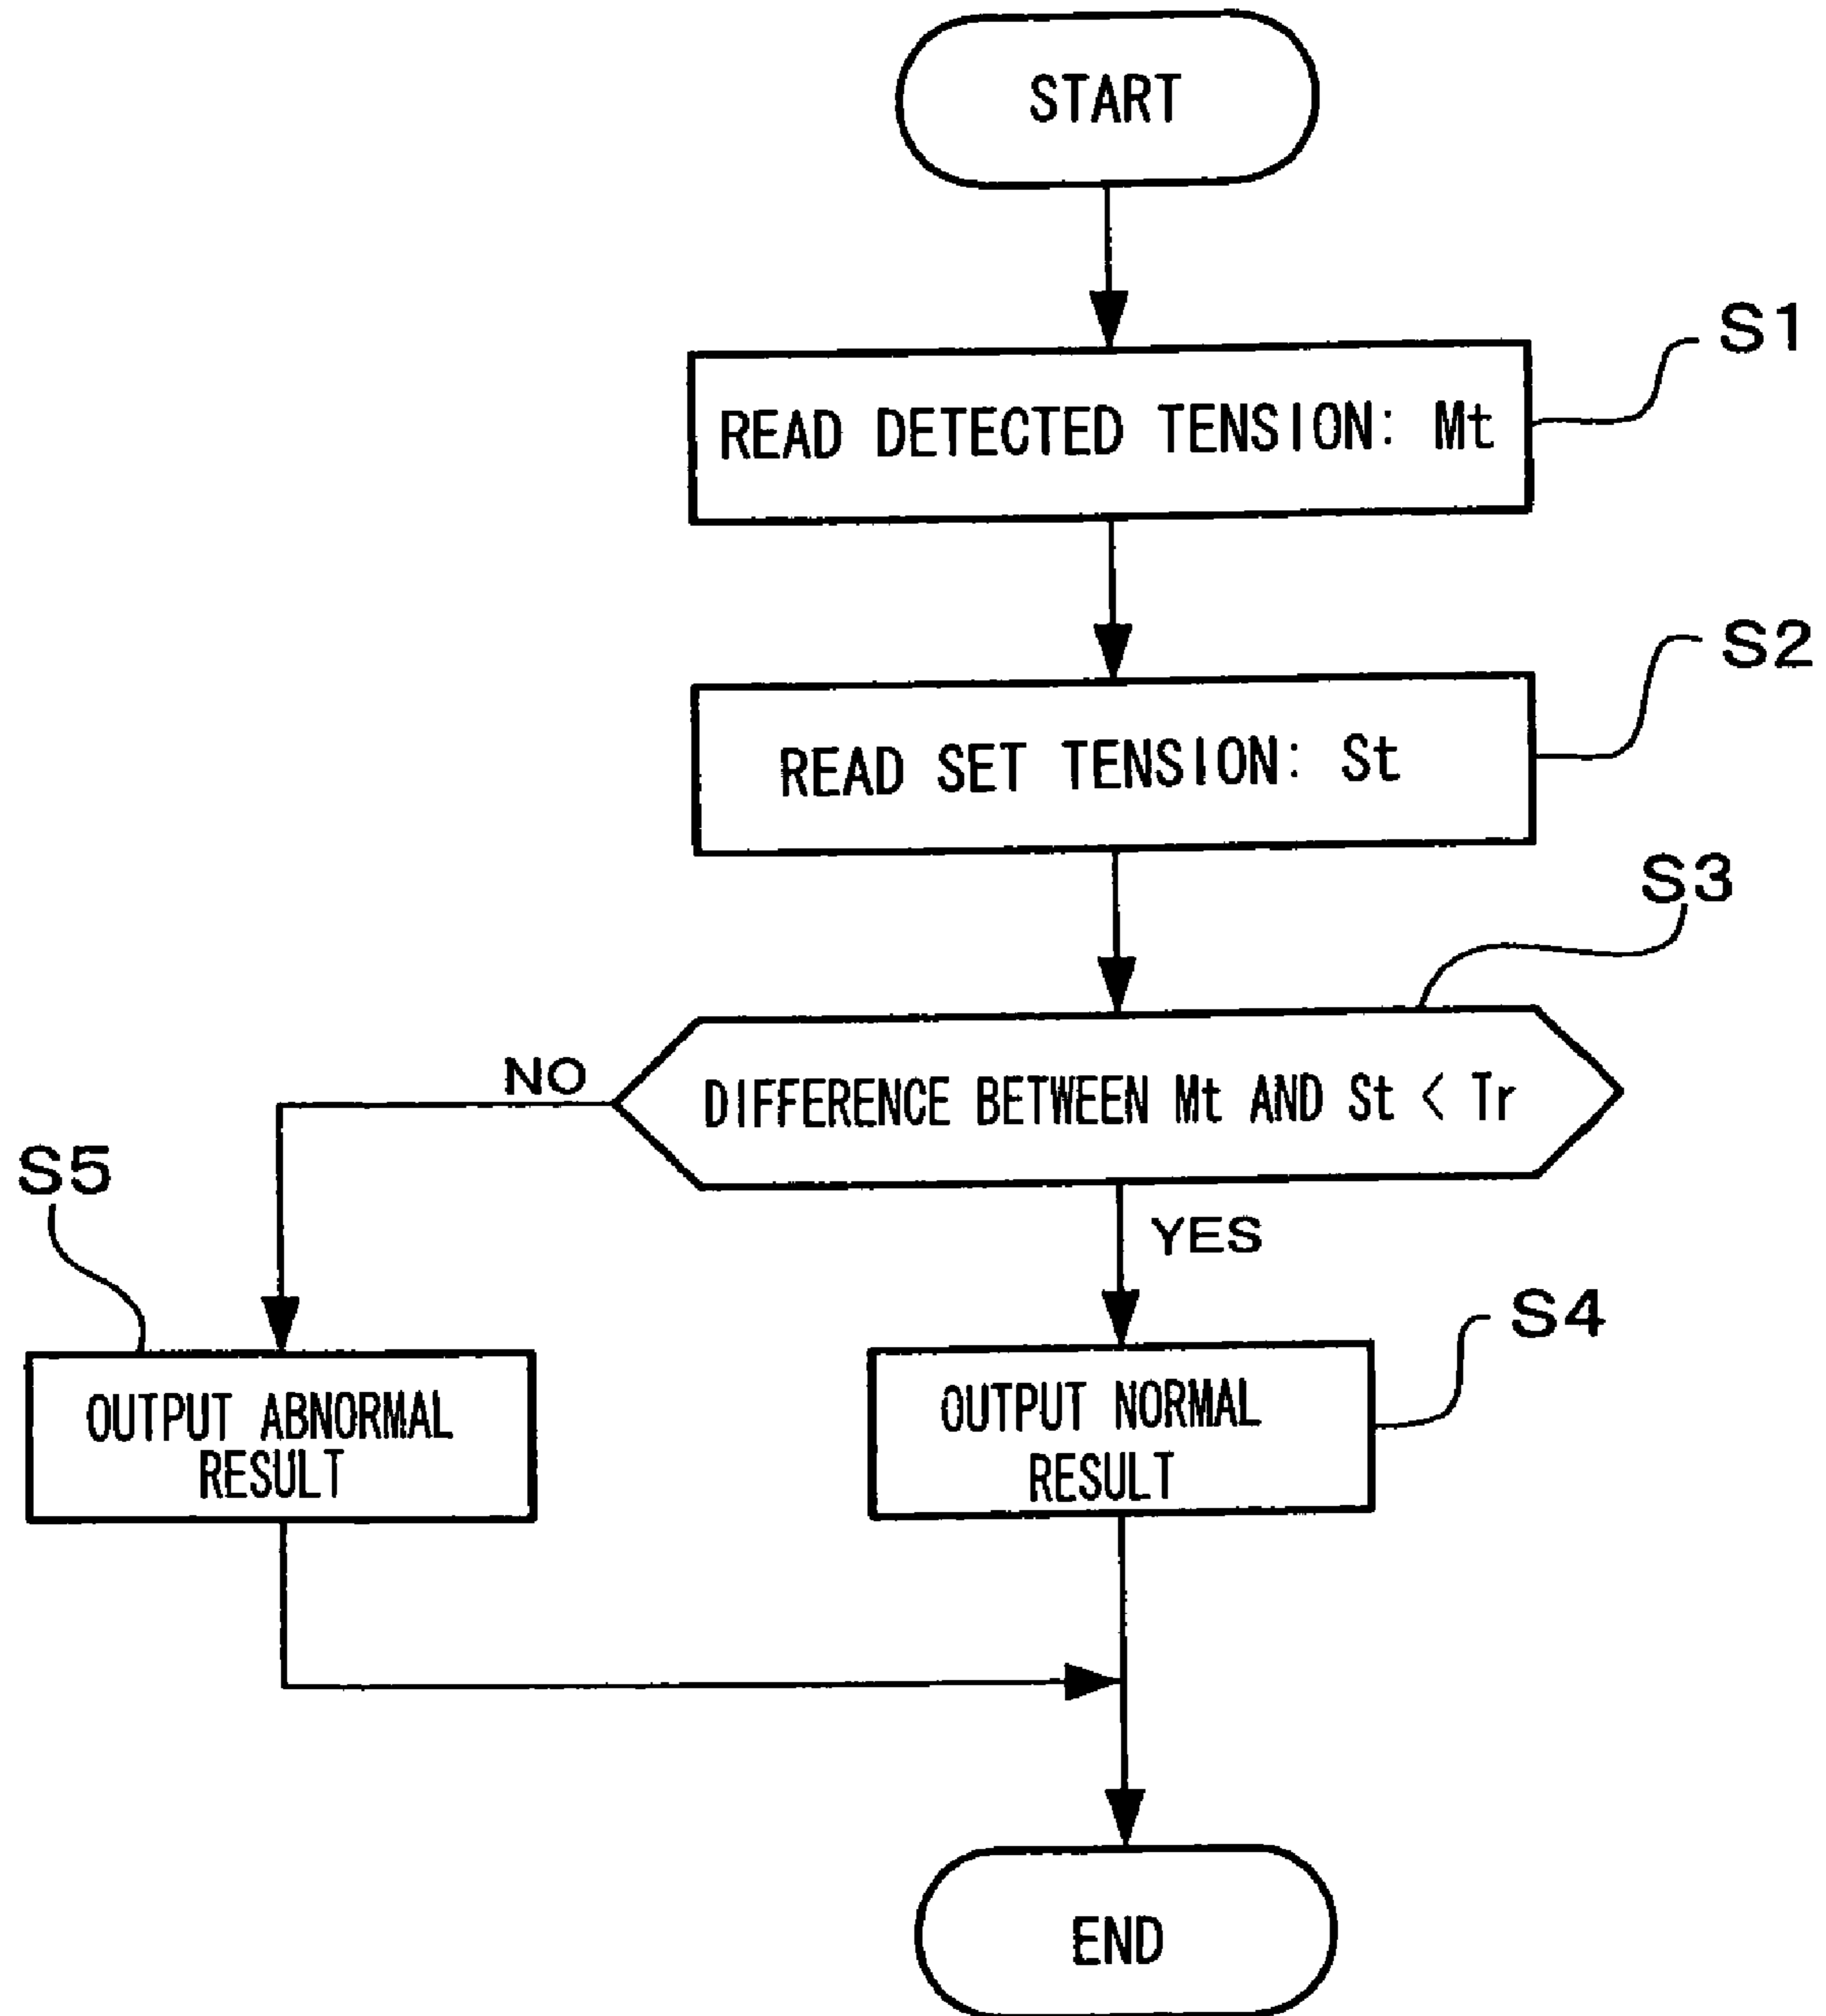 START
S1
READ DETECTED TENSION: Mt
S2
READ SET TENSION: St
S3
NO
DIFFERENCE BETWEEN Mt AND St < Tr
S5
YES
S4
OUTPUT ABNORMAL
RESULT
OUTPUT NORMAL
RESULT
END